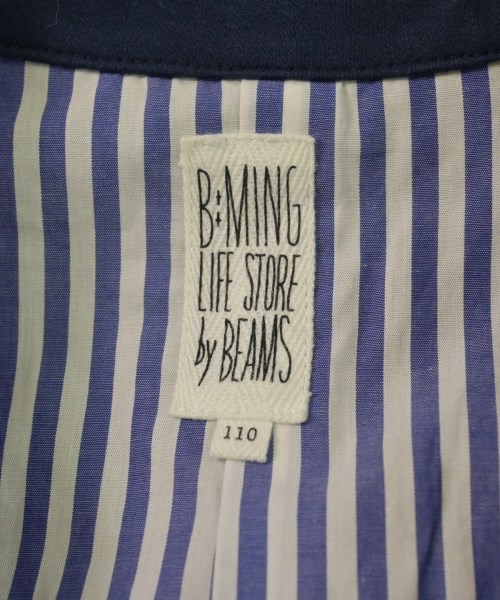 B:MING
LIFE STORE
by BEAMS
110